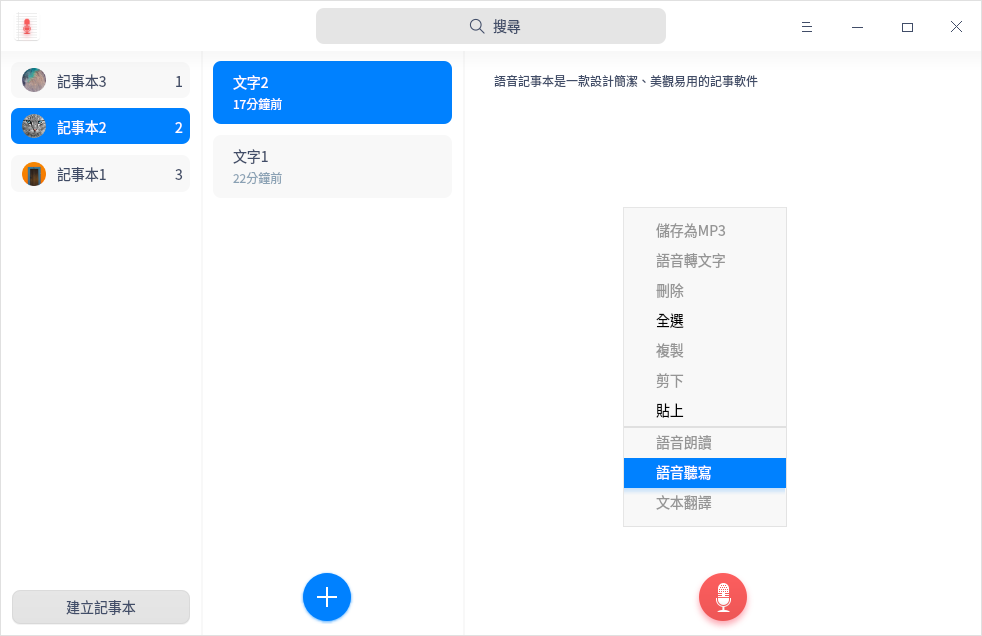 搜尋
記事本3 1
記事本2 2
記事本1 3
建立記事本
文字2
17分鐘前
文字1
22分鐘前
語音記事本是一款設計簡潔、美觀易用的記事軟件
儲存為MP3
語音轉文字
刪除
全選
複製
剪下
貼上
語音朗讀
語音聽寫
文本翻譯